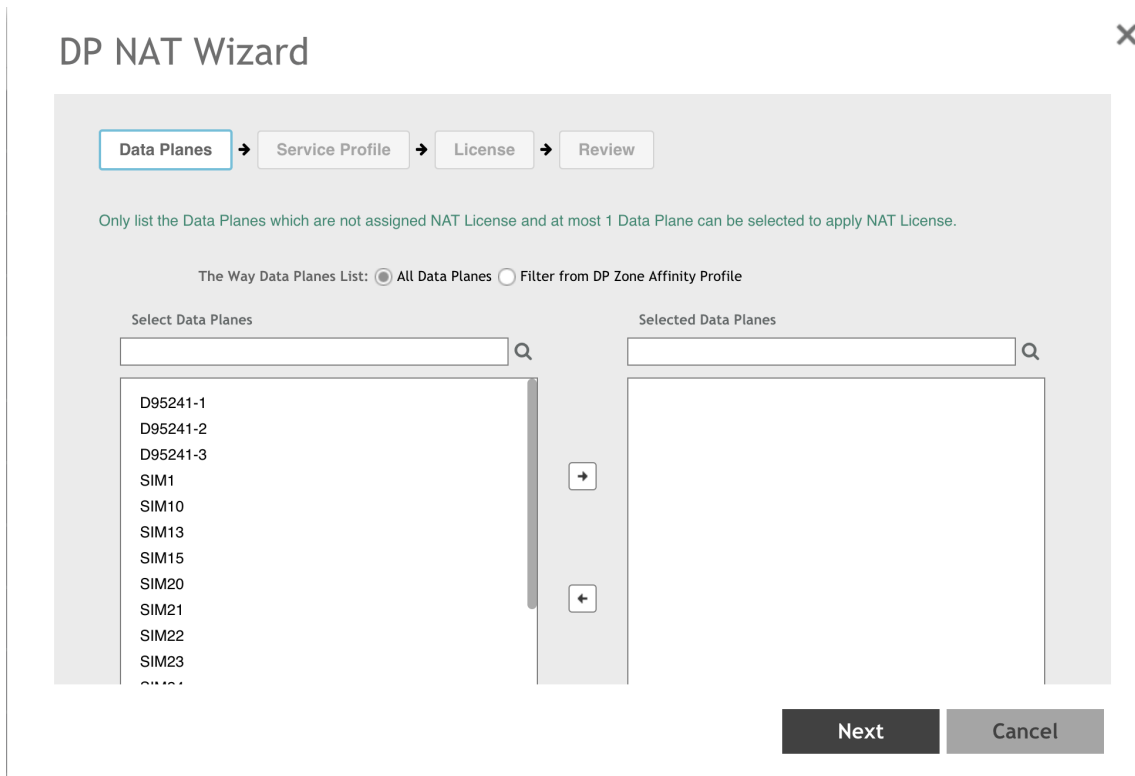 DP NAT Wizard
Data Planes
Service Profile
License
Review
Only list the Data Planes which are not assigned NAT License and at most 1 Data Plane can be selected to apply NAT License.
The Way Data Planes List: All Data Planes Filter from DP Zone Affinity Profile
Select Data Planes
D95241-1
D95241-2
D95241-3
SIM1
SIM10
SIM13
SIM15
SIM20
SIM21
SIM22
SIM23
Selected Data Planes
Next
Cancel